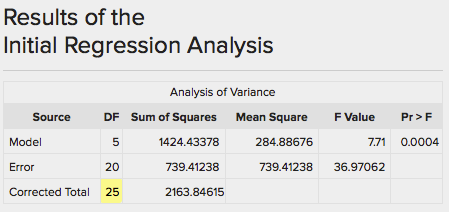 Results of the
Initial Regression Analysis
Analysis of Variance
Source DF Sum of Squares Mean Square F Value Pr > F
Model 5 1424.43378 284.88676 7.71 0.0004
Error 20 739.41238 739.41238 36.97062
Corrected Total 25 2163.84615